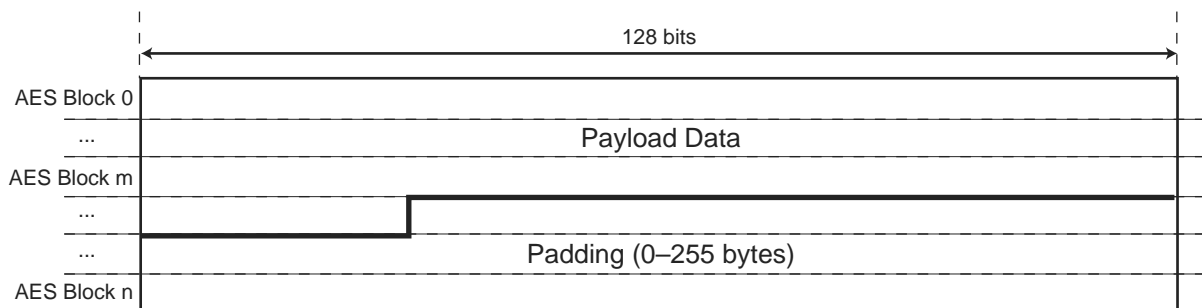 128 bits
AES Block 0
... Payload Data
AES Block m
...
... Padding (0–255 bytes)
AES Block n